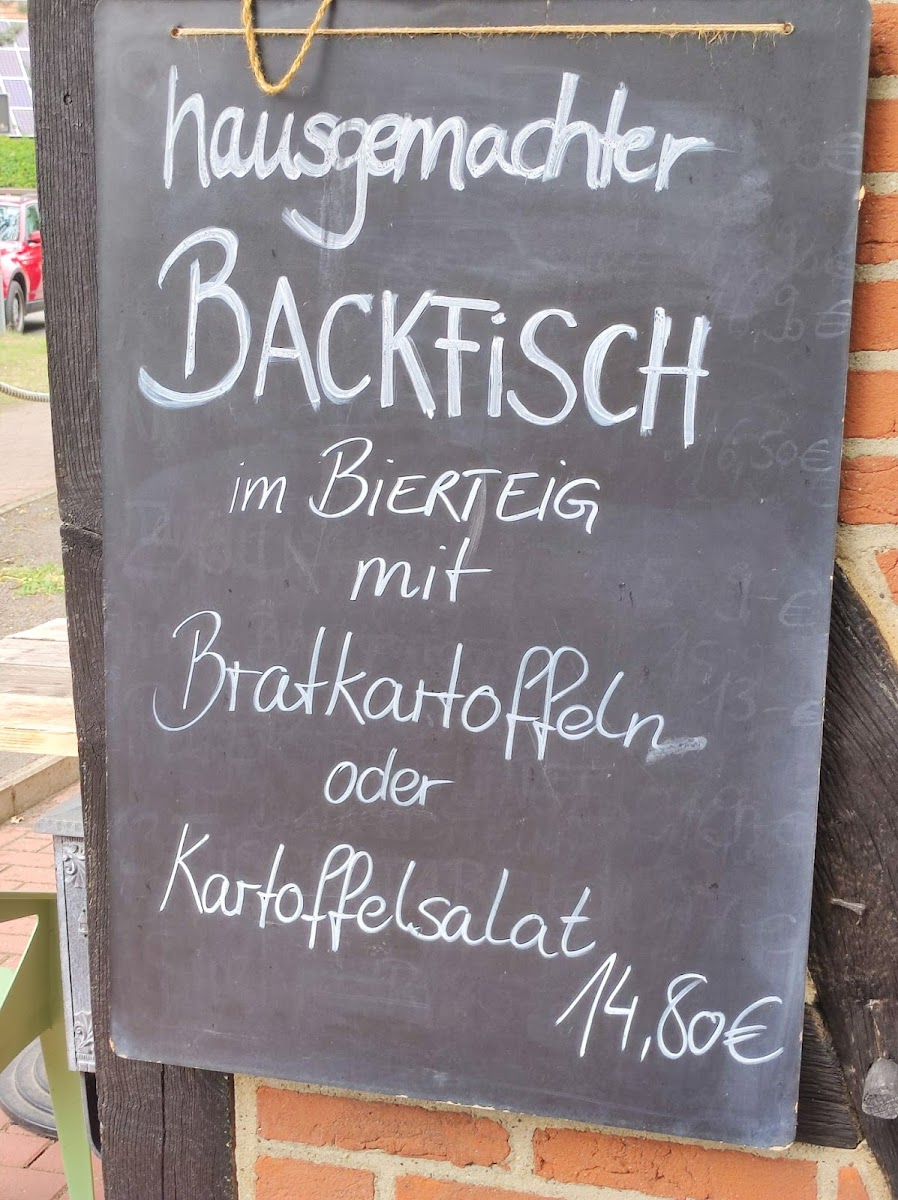 hausgemachter
BACKFiSCH
im BIERTEIG
mit
Bratkartoffeln
oder
Kartoffelsalat
14,80€